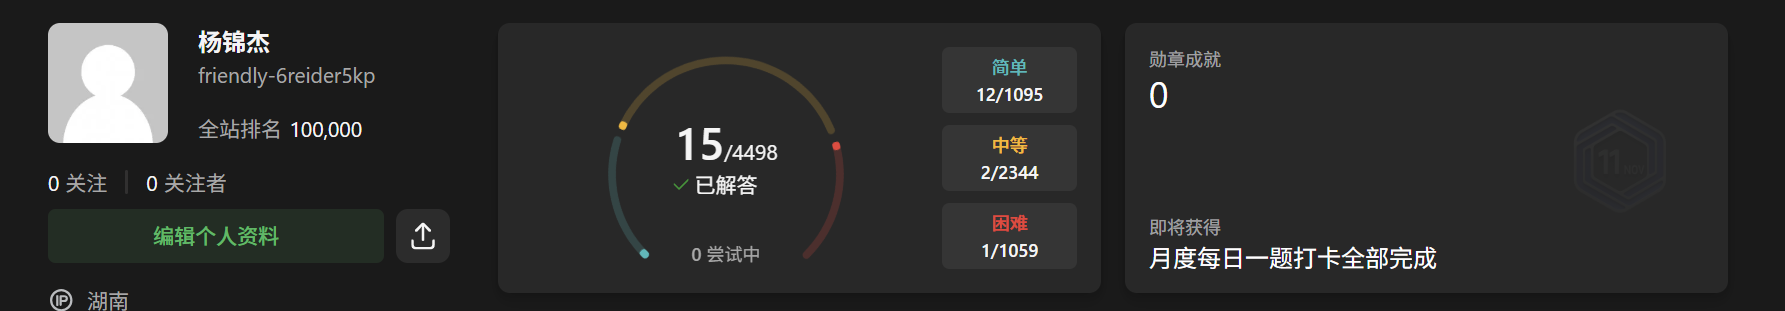 杨锦杰
friendly-6reider5kp
全站排名 100,000
0 关注 0 关注者
编辑个人资料
IP 湖南
15/4498
已解答
0 尝试中
简单
12/1095
中等
2/2344
困难
1/1059
勋章成就
0
11
NOV
即将获得
月度每日一题打卡全部完成